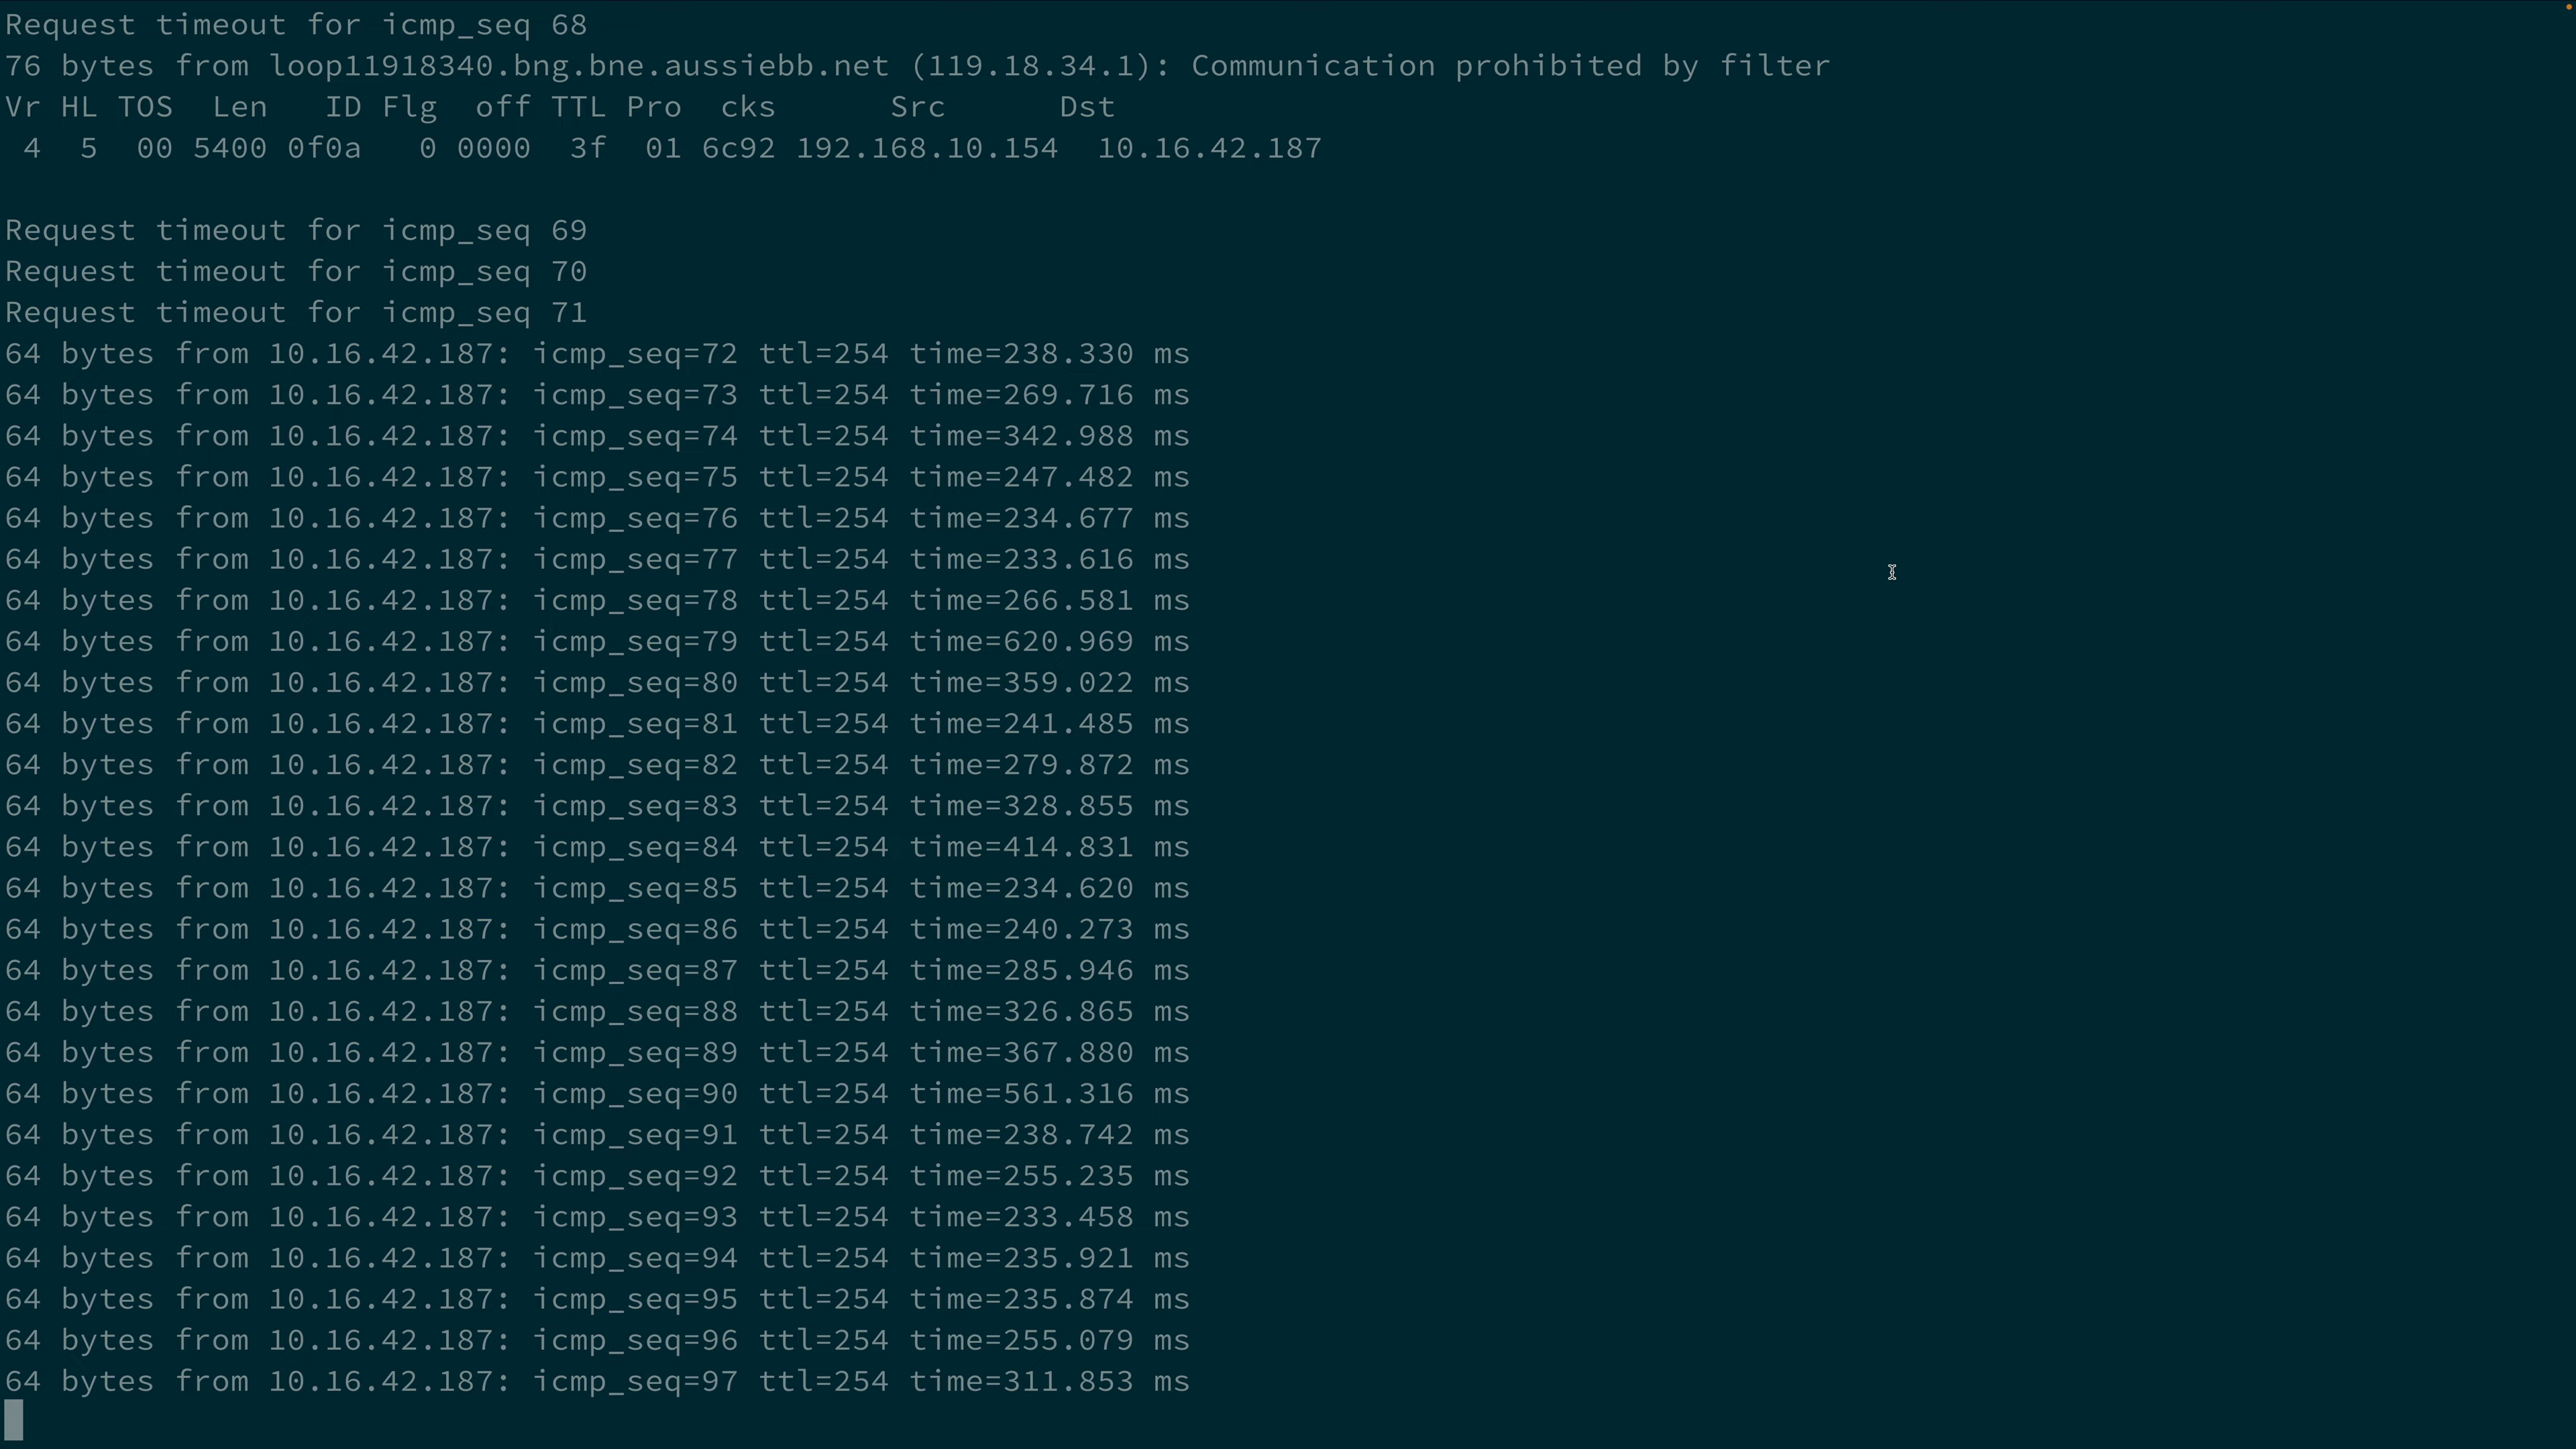 Request timeout for icmp_seq 68
76 bytes from loop11918340.bng.bne.aussiebb.net (119.18.34.1): Communication prohibited by filter
Vr HL TOS  Len   ID Flg  off TTL Pro  cks      Src      Dst
 4  5  00 5400 0f0a   0 0000  3f  01 6c92 192.168.10.154  10.16.42.187

Request timeout for icmp_seq 69
Request timeout for icmp_seq 70
Request timeout for icmp_seq 71
64 bytes from 10.16.42.187: icmp_seq=72 ttl=254 time=238.330 ms
64 bytes from 10.16.42.187: icmp_seq=73 ttl=254 time=269.716 ms
64 bytes from 10.16.42.187: icmp_seq=74 ttl=254 time=342.988 ms
64 bytes from 10.16.42.187: icmp_seq=75 ttl=254 time=247.482 ms
64 bytes from 10.16.42.187: icmp_seq=76 ttl=254 time=234.677 ms
64 bytes from 10.16.42.187: icmp_seq=77 ttl=254 time=233.616 ms
64 bytes from 10.16.42.187: icmp_seq=78 ttl=254 time=266.581 ms
64 bytes from 10.16.42.187: icmp_seq=79 ttl=254 time=620.969 ms
64 bytes from 10.16.42.187: icmp_seq=80 ttl=254 time=359.022 ms
64 bytes from 10.16.42.187: icmp_seq=81 ttl=254 time=241.485 ms
64 bytes from 10.16.42.187: icmp_seq=82 ttl=254 time=279.872 ms
64 bytes from 10.16.42.187: icmp_seq=83 ttl=254 time=328.855 ms
64 bytes from 10.16.42.187: icmp_seq=84 ttl=254 time=414.831 ms
64 bytes from 10.16.42.187: icmp_seq=85 ttl=254 time=234.620 ms
64 bytes from 10.16.42.187: icmp_seq=86 ttl=254 time=240.273 ms
64 bytes from 10.16.42.187: icmp_seq=87 ttl=254 time=285.946 ms
64 bytes from 10.16.42.187: icmp_seq=88 ttl=254 time=326.865 ms
64 bytes from 10.16.42.187: icmp_seq=89 ttl=254 time=367.880 ms
64 bytes from 10.16.42.187: icmp_seq=90 ttl=254 time=561.316 ms
64 bytes from 10.16.42.187: icmp_seq=91 ttl=254 time=238.742 ms
64 bytes from 10.16.42.187: icmp_seq=92 ttl=254 time=255.235 ms
64 bytes from 10.16.42.187: icmp_seq=93 ttl=254 time=233.458 ms
64 bytes from 10.16.42.187: icmp_seq=94 ttl=254 time=235.921 ms
64 bytes from 10.16.42.187: icmp_seq=95 ttl=254 time=235.874 ms
64 bytes from 10.16.42.187: icmp_seq=96 ttl=254 time=255.079 ms
64 bytes from 10.16.42.187: icmp_seq=97 ttl=254 time=311.853 ms